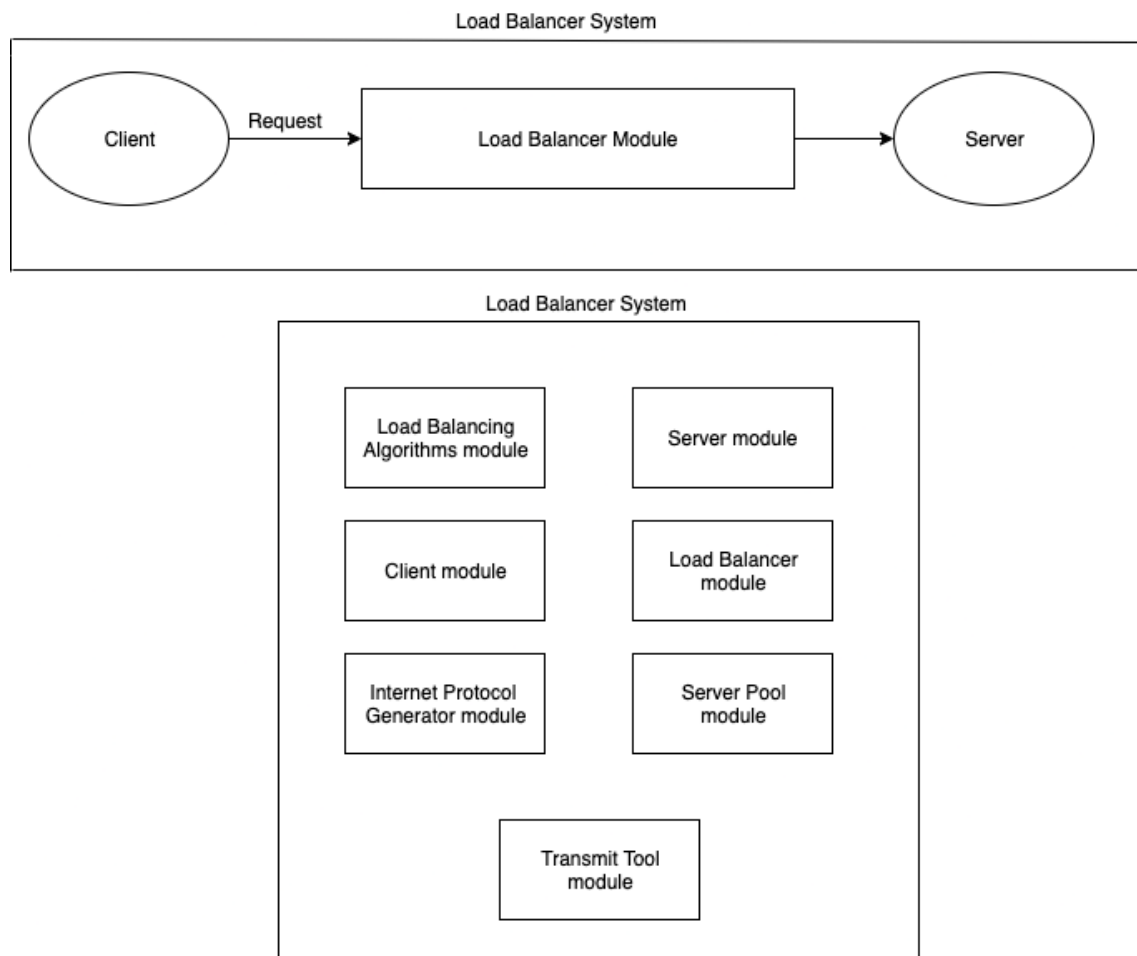 Load Balancer System
Client
Request
Load Balancer Module
Server
Load Balancer System
Load Balancing
Algorithms module
Server module
Client module
Load Balancer
module
Internet Protocol
Generator module
Server Pool
module
Transmit Tool
module